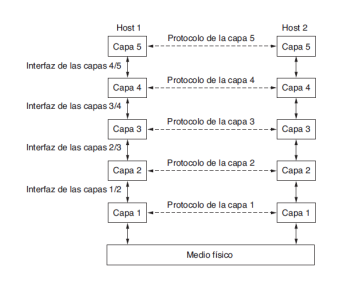 Host 1 Host 2
Capa 5 Protocolo de la capa 5 Capa 5
Interfaz de las capas 4/5
Capa 4 Protocolo de la capa 4 Capa 4
Interfaz de las capas 3/4
Capa 3 Protocolo de la capa 3 Capa 3
Interfaz de las capas 2/3
Capa 2 Protocolo de la capa 2 Capa 2
Interfaz de las capas 1/2
Capa 1 Protocolo de la capa 1 Capa 1
Medio físico